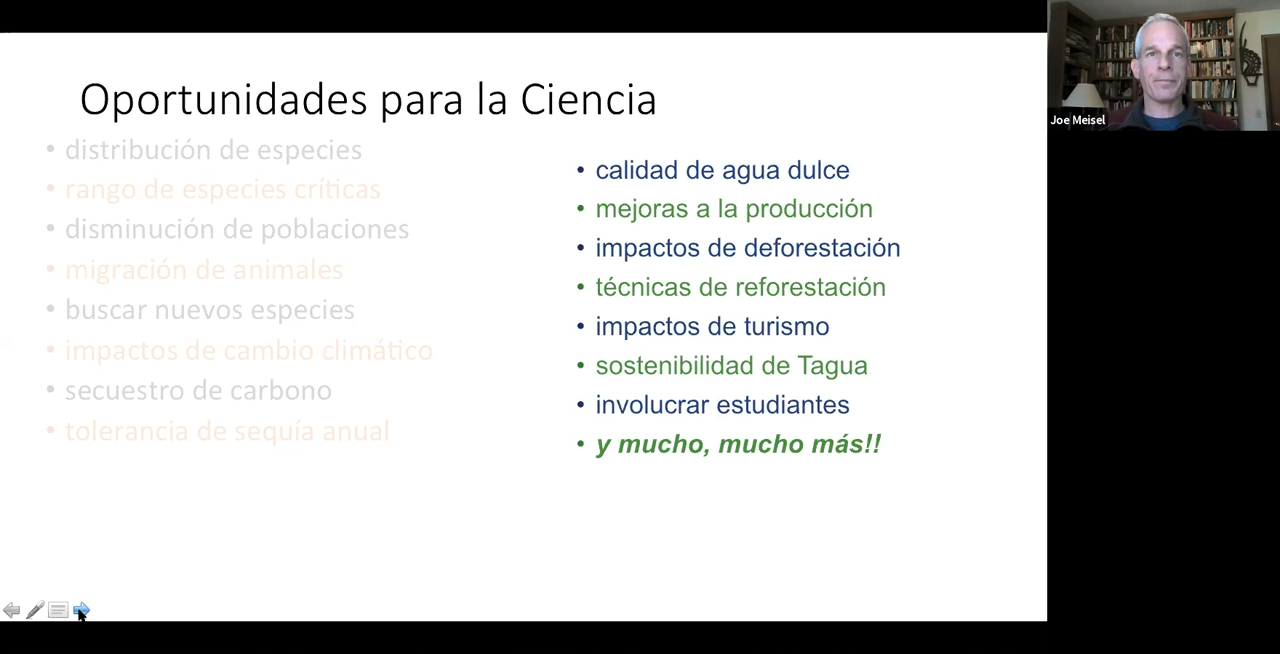 Oportunidades para la Ciencia
• distribución de especies
• rango de especies críticas
• disminución de poblaciones
• migración de animales
• buscar nuevos especies
• impactos de cambio climático
• secuestro de carbono
• tolerancia de sequía anual
• calidad de agua dulce
• mejoras a la producción
• impactos de deforestación
• técnicas de reforestación
• impactos de turismo
• sostenibilidad de Tagua
• involucrar estudiantes
• y mucho, mucho más!!
Joe Meisel